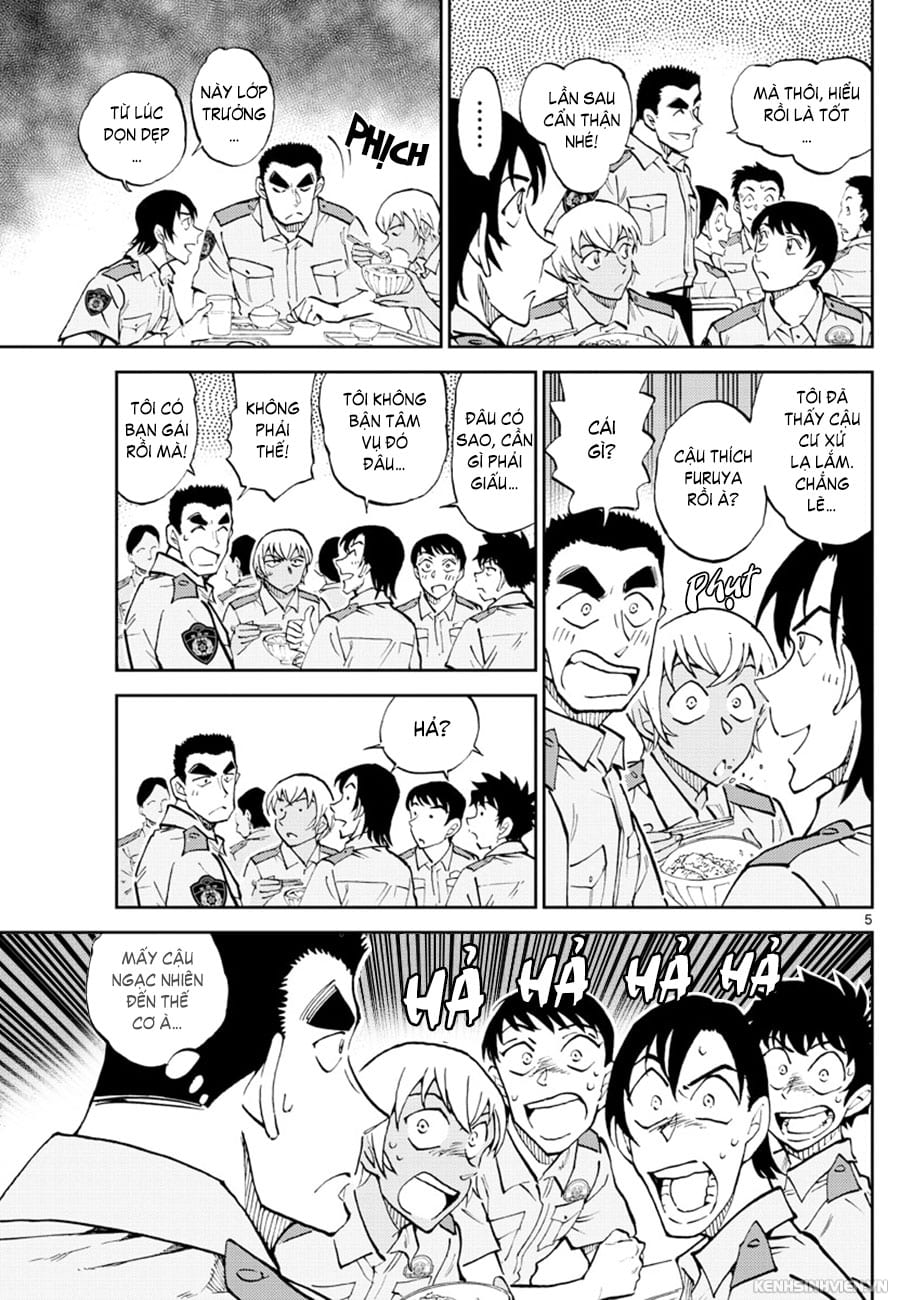 MÀ THÔI, HIỂU
RỒI LÀ TỐT
...
LẦN SAU
CẨN THẬN
NHÉ!
......
PHỊCH
NÀY LỚP
TRƯỞNG
...
TỪ LÚC
DỌN DẸP
...
TÔI ĐÃ
THẤY CẬU
CƯ XỬ
LẠ LẮM.
CHẲNG
LẼ...
CẬU THÍCH
FURUYA
RỒI À?
CÁI
GÌ?
Phụt
ĐÂU CÓ
SAO, CẦN
GÌ PHẢI
GIẤU...
TÔI KHÔNG
BẬN TÂM
VỤ ĐÓ
ĐÂU...
KHÔNG
PHẢI
THẾ!
TÔI CÓ
BẠN GÁI
RỒI MÀ!
HẢ?
5
HẢ HẢ HẢ HẢ
MẤY CẬU
NGẠC NHIÊN
ĐẾN THẾ
CƠ À...
KENHSINHVIEN.VN